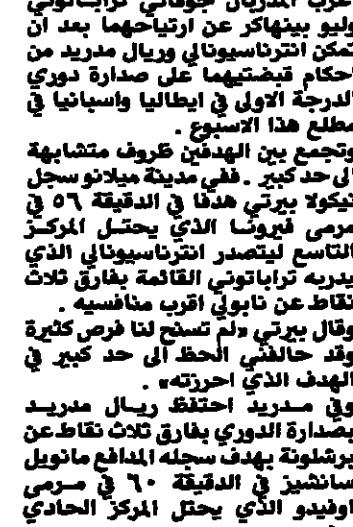 اعرب المدربان جوفاني تراباتوني
وليو بينهاكر عن ارتياحهما بعد ان
تمكن انترناسيونالي وريال مدريد من
احكام قبضتيهما على صدارة دوري
الدرجة الاولى في ايطاليا واسبانيا في
مطلع هذا الاسبوع .
وتجمع بين الهدفين ظروف متشابهة
الى حد كبير . ففي مدينة ميلانو سجل
نيكولا بيرتي هدفا في الدقيقة ٥٦ في
مرمى فيرونا الذي يحتل المركز
التاسع ليتصدر انترناسيونالي الذي
يدربه تراباتوني القائمة بفارق ثلاث
نقاط عن نابولي اقرب منافسيه .
وقال بيرتي «لم تسنح لنا فرص كثيرة
وقد حالفني الحظ الى حد كبير في
الهدف الذي احرزته» .
وفي مدريد احتفظ ريال مدريد
بصدارة الدوري بفارق ثلاث نقاط عن
برشلونة بهدف سجله المدافع مانويل
سانشيز في الدقيقة ٦٠ في مرمى
اوفيدو الذي يحتل المركز الحادي